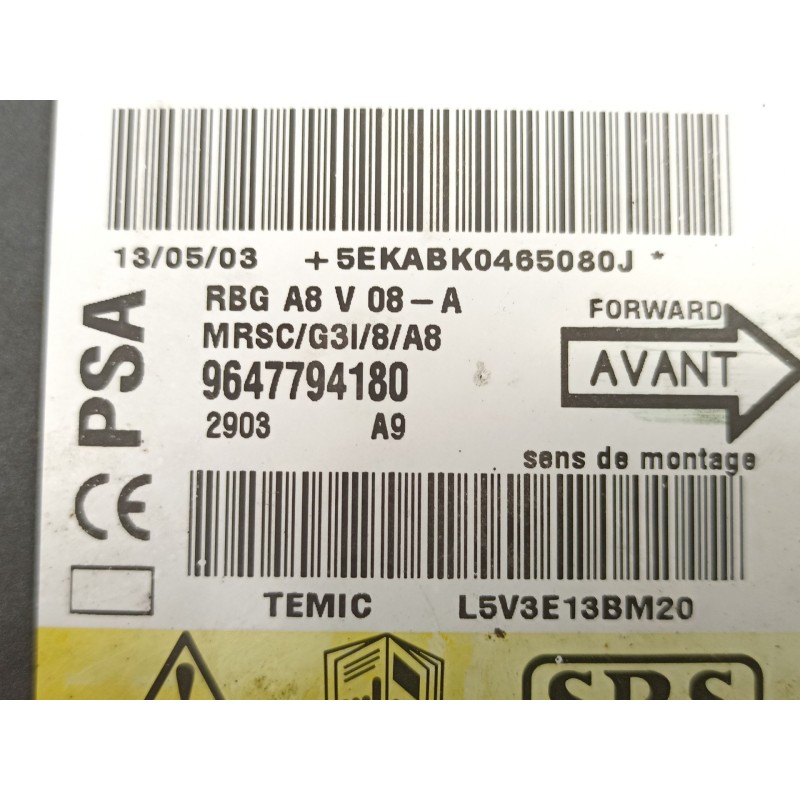 13/05/03 +5EKABK0465080J *
RBG A8 V 08-A
MRSC/G3I/8/A8
9647794180
2903 A9
PSA
CE
FORWARD
AVANT
sens de montage
TEMIC L5V3E13BM20
SRS